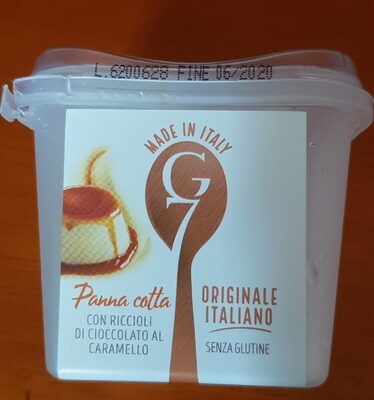 L.6200628 FINE 06/2020
MADE IN ITALY
G7
Panna cotta
CON RICCIOLI
DI CIOCCOLATO AL
CARAMELLO
ORIGINALE
ITALIANO
SENZA GLUTINE